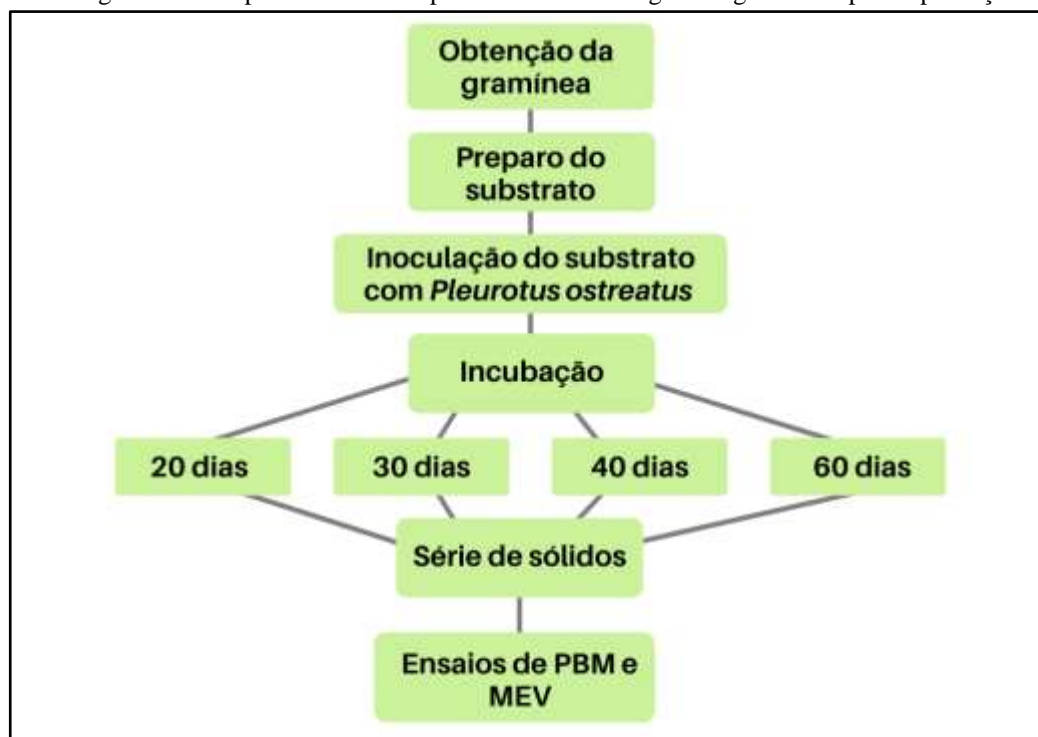 Obtenção da
gramínea
Preparo do
substrato
Inoculação do substrato
com Pleurotus ostreatus
Incubação
20 dias
30 dias
40 dias
60 dias
Série de sólidos
Ensaios de PBM e
MEV